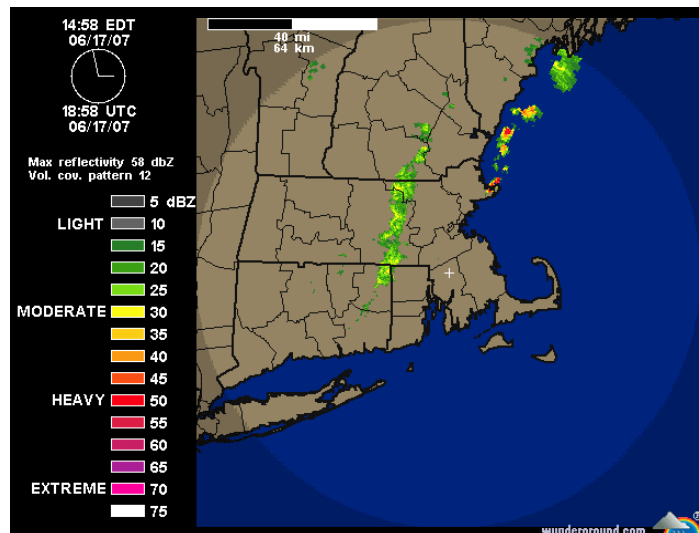 14:58 EDT
06/17/07
18:58 UTC
06/17/07
Max reflectivity 58 dbZ
Vol. cov. pattern 12
5 dBZ
LIGHT 10
15
20
25
MODERATE 30
35
40
45
HEAVY 50
55
60
65
EXTREME 70
75
40 mi
64 km
wunderground.com
®